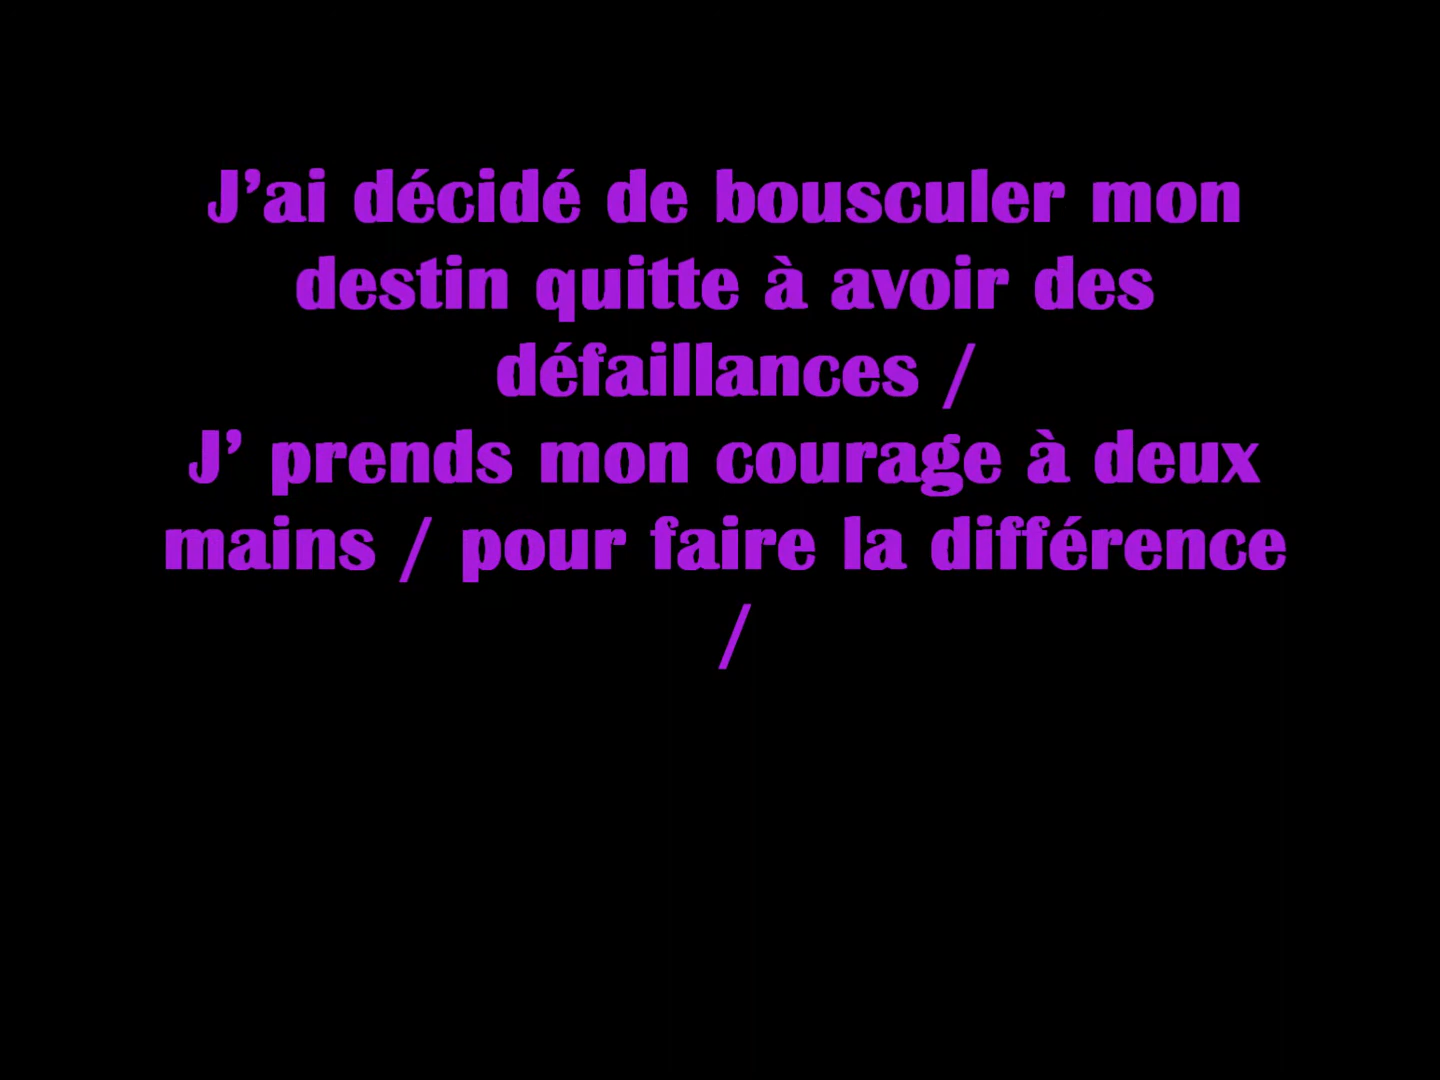 J’ai décidé de bousculer mon
destin quitte à avoir des
défaillances /
J’ prends mon courage à deux
mains / pour faire la différence
/